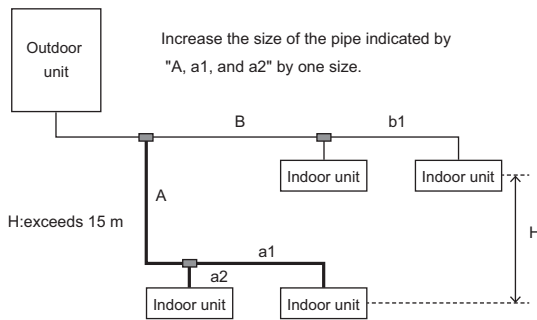 Outdoor
unit
Increase the size of the pipe indicated by
"A, a1, and a2" by one size.
B
b1
Indoor unit
Indoor unit
A
H:exceeds 15 m
H
a1
a2
Indoor unit
Indoor unit